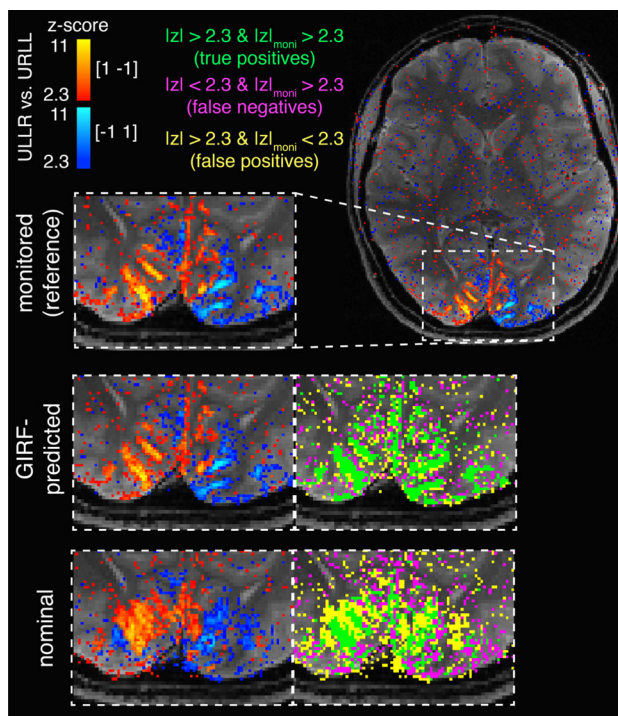 z-score
ULLR vs. URLL
11
[1 -1]
2.3
11
[-1 1]
2.3
|z| > 2.3 & |z|moni > 2.3
(true positives)
|z| < 2.3 & |z|moni > 2.3
(false negatives)
|z| > 2.3 & |z|moni < 2.3
(false positives)
monitored
(reference)
GIRF-
predicted
nominal